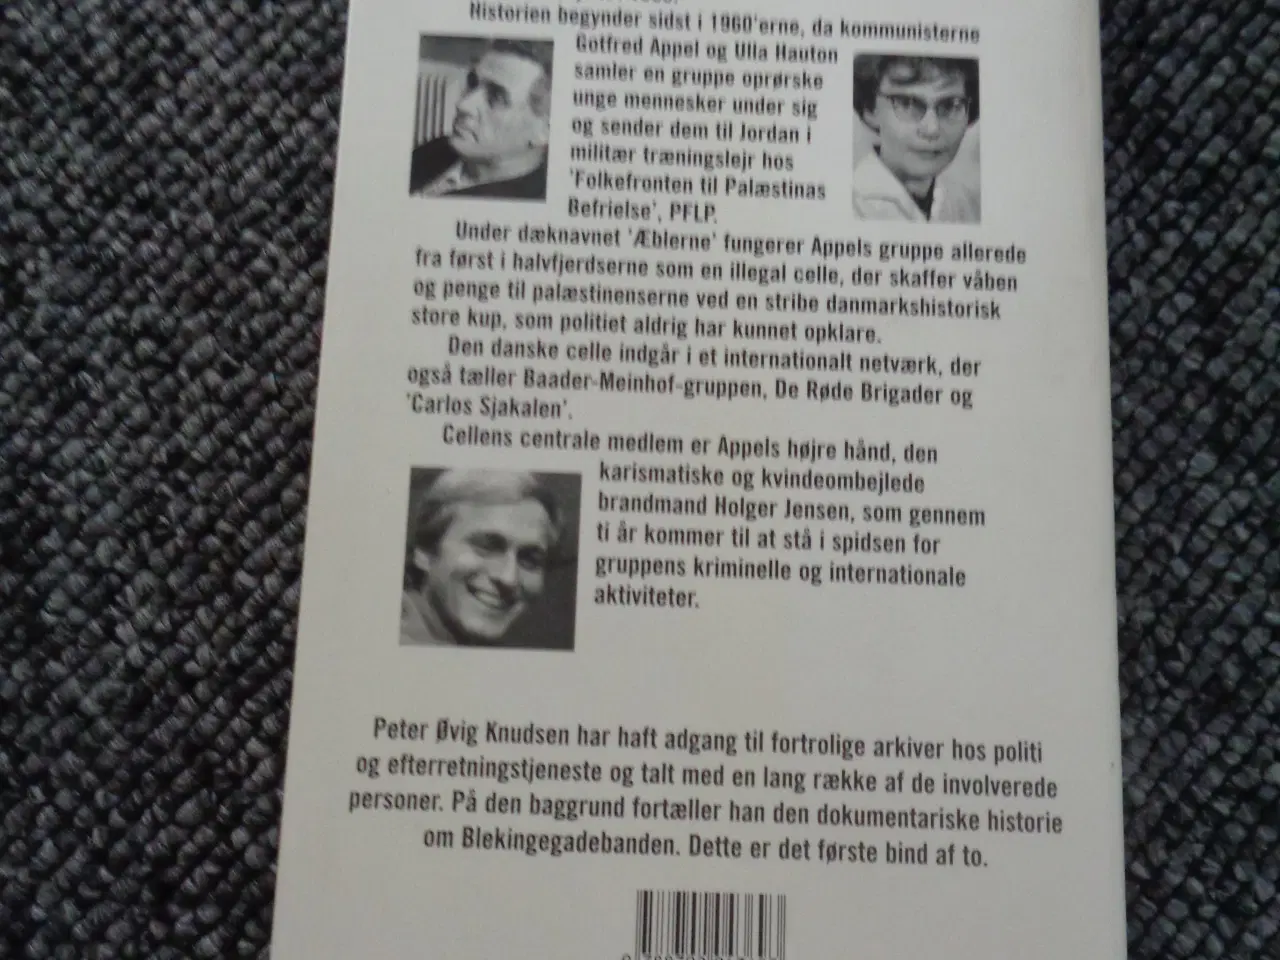 Historien begynder sidst i 1960'erne, da kommunisterne
Gotfred Appel og Ulla Hauton
samler en gruppe oprørske
unge mennesker under sig
og sender dem til Jordan i
militær træningslejr hos
'Folkefronten til Palæstinas
Befrielse', PFLP.
Under dæknavnet 'Æblerne' fungerer Appels gruppe allerede
fra først i halvfjerdserne som en illegal celle, der skaffer våben
og penge til palæstinenserne ved en stribe danmarkshistorisk
store kup, som politiet aldrig har kunnet opklare.
Den danske celle indgår i et internationalt netværk, der
også tæller Baader-Meinhof-gruppen, De Røde Brigader og
'Carlos Sjakalen'.
Cellens centrale medlem er Appels højre hånd, den
karismatiske og kvindeombejlede
brandmand Holger Jensen, som gennem
ti år kommer til at stå i spidsen for
gruppens kriminelle og internationale
aktiviteter.
Peter Øvig Knudsen har haft adgang til fortrolige arkiver hos politi
og efterretningstjeneste og talt med en lang række af de involverede
personer. På den baggrund fortæller han den dokumentariske historie
om Blekingegadebanden. Dette er det første bind af to.